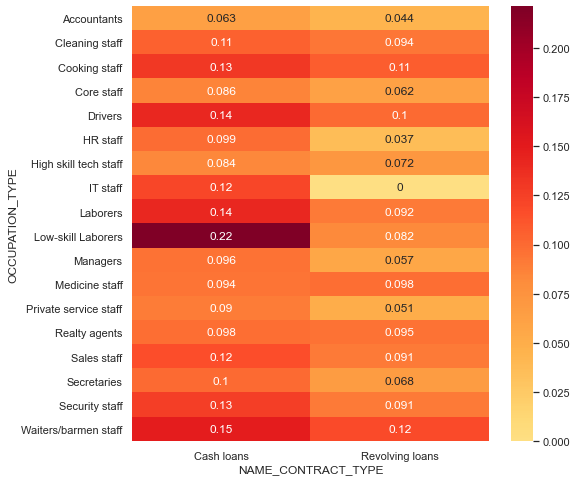 OCCUPATION_TYPE
Accountants 0.063 0.044
Cleaning staff 0.11 0.094
Cooking staff 0.13 0.11
Core staff 0.086 0.062
Drivers 0.14 0.1
HR staff 0.099 0.037
High skill tech staff 0.084 0.072
IT staff 0.12 0
Laborers 0.14 0.092
Low-skill Laborers 0.22 0.082
Managers 0.096 0.057
Medicine staff 0.094 0.098
Private service staff 0.09 0.051
Realty agents 0.098 0.095
Sales staff 0.12 0.091
Secretaries 0.1 0.068
Security staff 0.13 0.091
Waiters/barmen staff 0.15 0.12
Cash loans Revolving loans
NAME_CONTRACT_TYPE
0.200
0.175
0.150
0.125
0.100
0.075
0.050
0.025
0.000